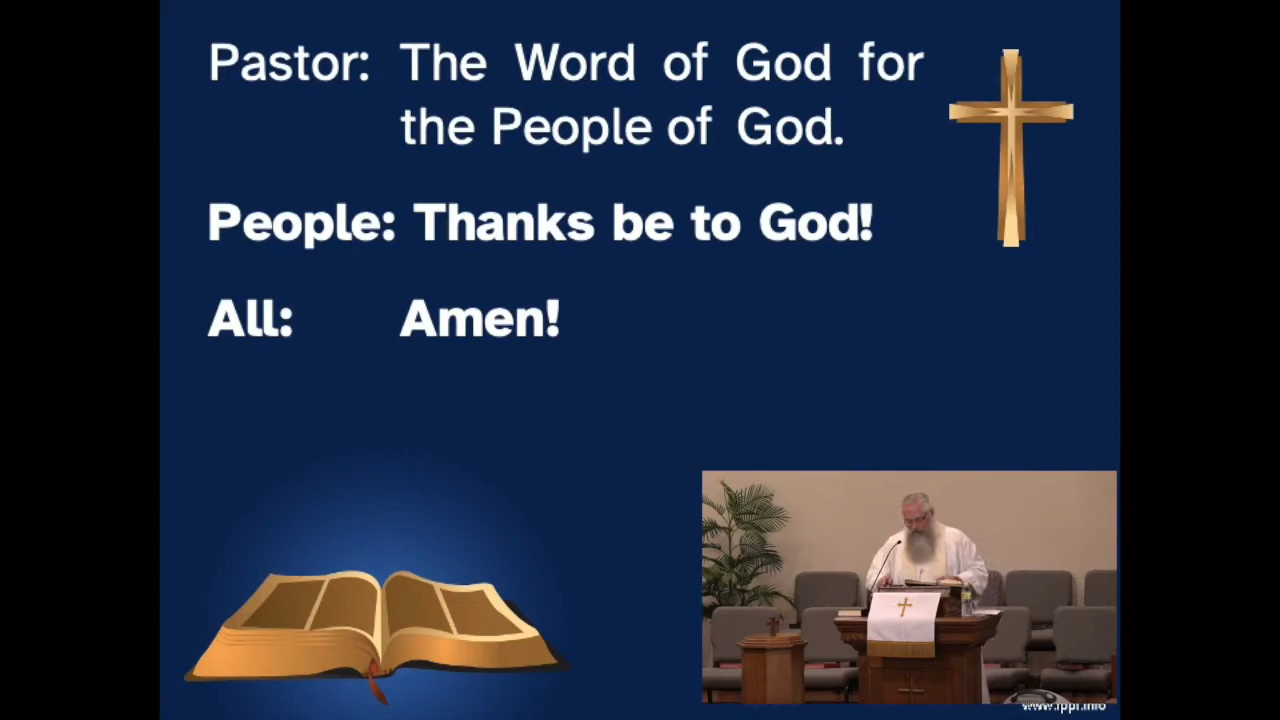 Pastor: The Word of God for
the People of God.
People: Thanks be to God!
All: Amen!